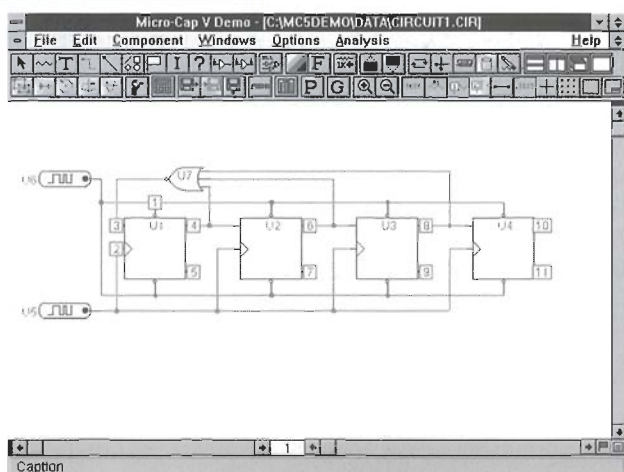 Micro-Cap V Demo - [C:\MC5DEMO\DATA\CIRCUIT1.CIR]
File Edit Component Windows Options Analysis Help
T I ? F
P G
U6
U7
1
3 U1 4 U2 6 U3 8 U4 10
2
5 7 9 11
U5
1
Caption